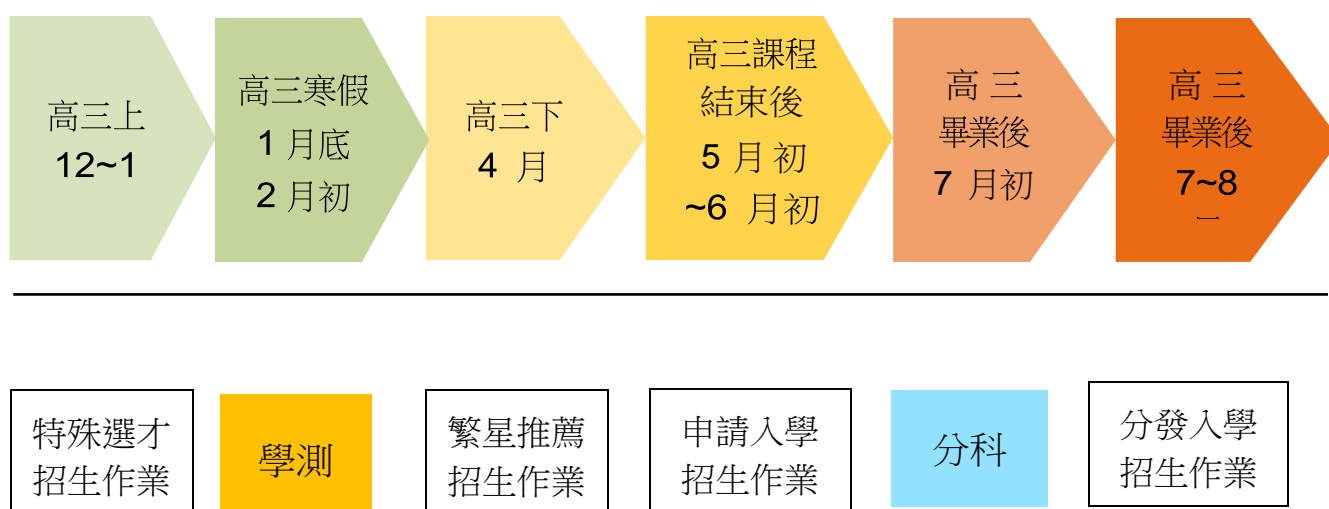 高三上
12~1
高三寒假
1 月底
2 月初
高三下
4 月
高三課程
結束後
5 月初
~6 月初
高 三
畢業後
7 月初
高 三
畢業後
7~8
特殊選才
招生作業
學測
繁星推薦
招生作業
申請入學
招生作業
分科
分發入學
招生作業